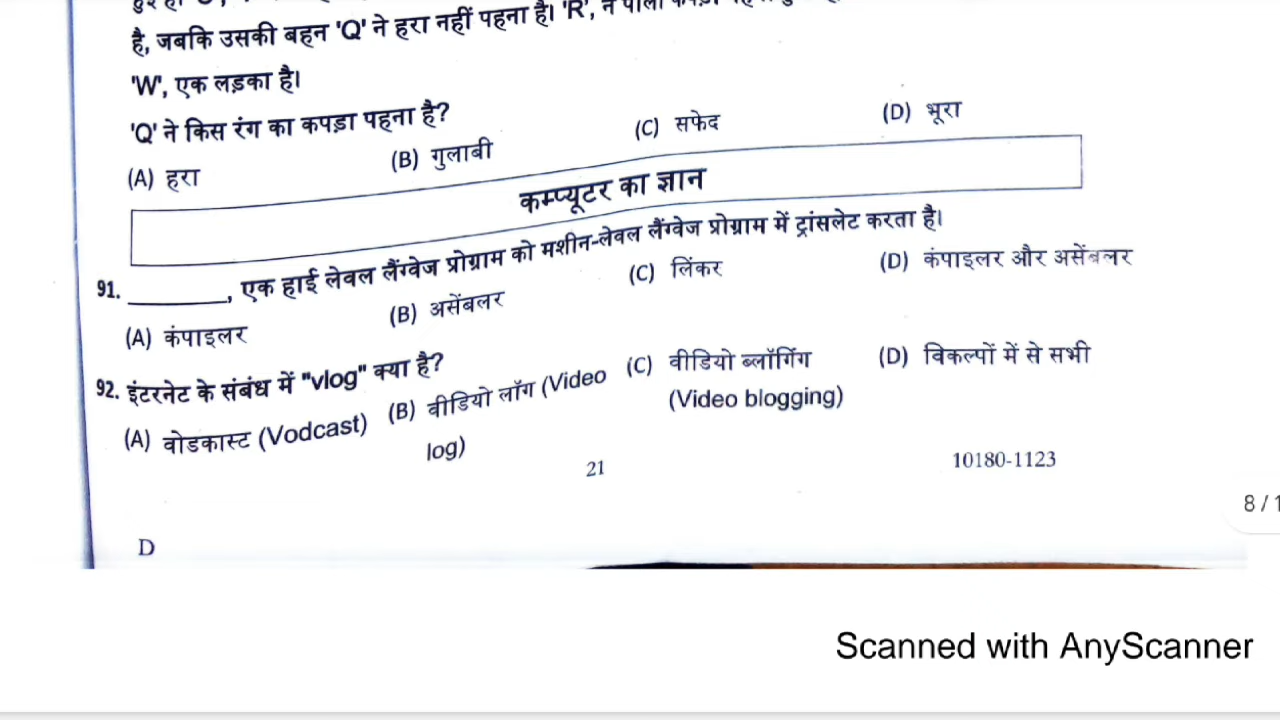 है, जबकि उसकी बहन 'Q' ने हरा नहीं पहना है। 'R', ने पीला
'W', एक लड़का है।
'Q' ने किस रंग का कपड़ा पहना है?
(A) हरा (B) गुलाबी (C) सफेद (D) भूरा
कम्प्यूटर का ज्ञान
91. ________, एक हाई लेवल लैंग्वेज प्रोग्राम को मशीन-लेवल लैंग्वेज प्रोग्राम में ट्रांसलेट करता है।
(A) कंपाइलर (B) असेंबलर (C) लिंकर (D) कंपाइलर और असेंबलर
92. इंटरनेट के संबंध में "vlog" क्या है?
(A) वोडकास्ट (Vodcast) (B) वीडियो लॉग (Video (C) वीडियो ब्लॉगिंग (D) विकल्पों में से सभी
log) (Video blogging)
21 10180-1123
8 / 1
D
Scanned with AnyScanner